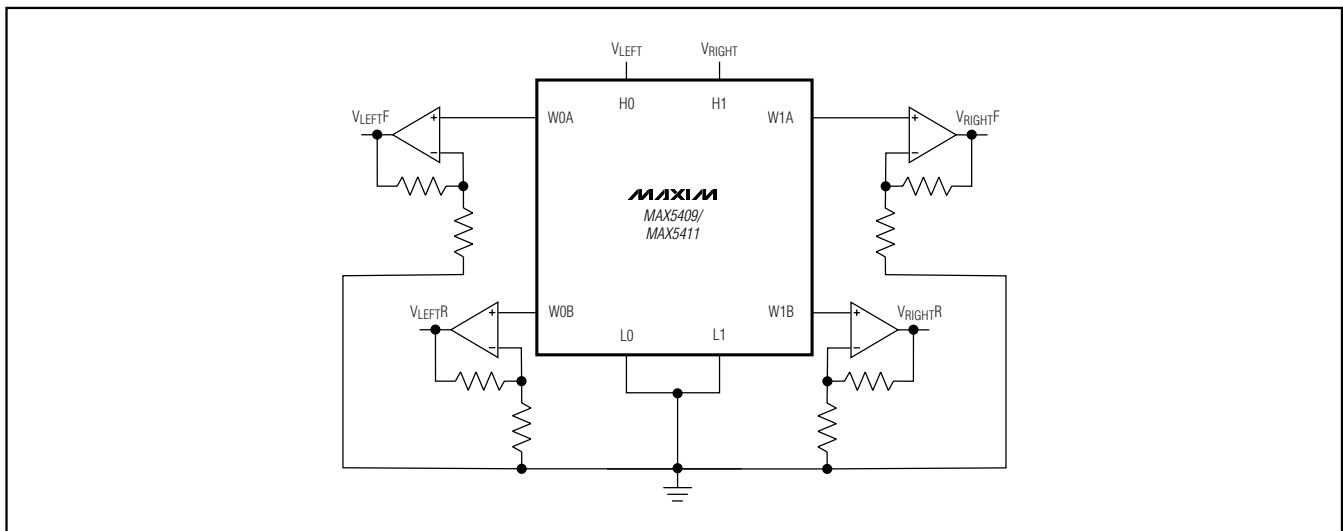 VLEFT VRIGHT
H0 H1
VLEFTF + W0A W1A + VRIGHTF
− −
MAXIM
MAX5409/
MAX5411
VLEFTR + W0B W1B + VRIGHTR
− L0 L1 −